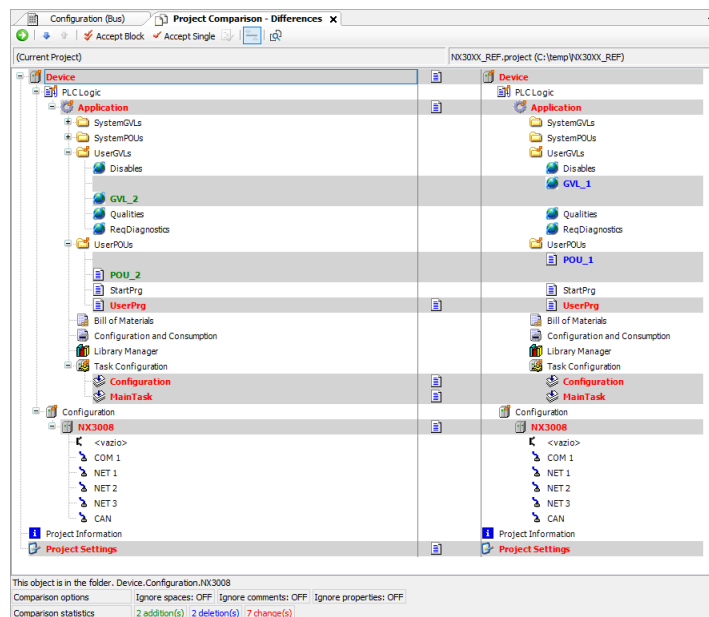 Configuration (Bus) Project Comparison - Differences x
Accept Block Accept Single
(Current Project) NX30XX_REF.project (C:\temp\NX30XX_REF)
Device Device
PLC Logic PLC Logic
Application Application
SystemGVLs SystemGVLs
SystemPOUs SystemPOUs
UserGVLs UserGVLs
Disables Disables
GVL_1
GVL_2
Qualities Qualities
ReqDiagnostics ReqDiagnostics
UserPOUs UserPOUs
POU_1
POU_2
StartPrg StartPrg
UserPrg UserPrg
Bill of Materials Bill of Materials
Configuration and Consumption Configuration and Consumption
Library Manager Library Manager
Task Configuration Task Configuration
Configuration Configuration
MainTask MainTask
Configuration Configuration
NX3008 NX3008
<vazio> <vazio>
COM 1 COM 1
NET 1 NET 1
NET 2 NET 2
NET 3 NET 3
CAN CAN
Project Information Project Information
Project Settings Project Settings
This object is in the folder. Device.Configuration.NX3008
Comparison options Ignore spaces: OFF Ignore comments: OFF Ignore properties: OFF
Comparison statistics 2 addition(s) 2 deletion(s) 7 change(s)